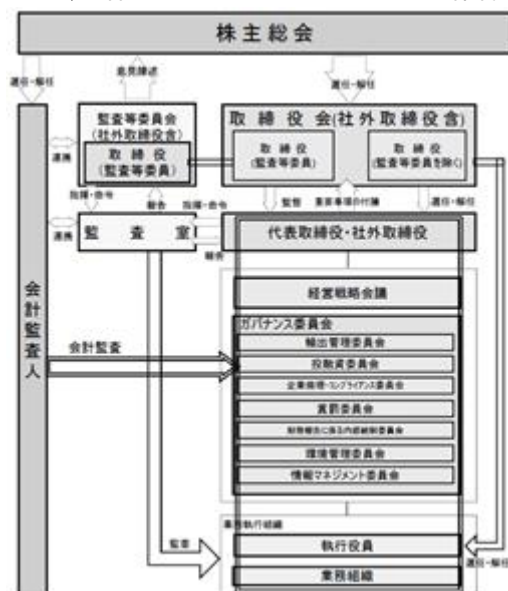 株主総会
選任・解任
意見陳述
選任・解任
監査等委員会
(社外取締役含)
取締役
(監査等委員)
取締役会(社外取締役含)
取締役
(監査等委員)
取締役
(監査等委員を除く)
連携
指揮・命令
報告
指揮・命令
監督
重要事項の付議
選任・解任
連携
監査室
報告
代表取締役・社外取締役
会計監査人
経営戦略会議
ガバナンス委員会
輸出管理委員会
投融資委員会
企業倫理・コンプライアンス委員会
賞罰委員会
財務報告に係る内部統制委員会
環境管理委員会
情報マネジメント委員会
会計監査
業務執行組織
監査
執行役員
業務組織
選任・解任